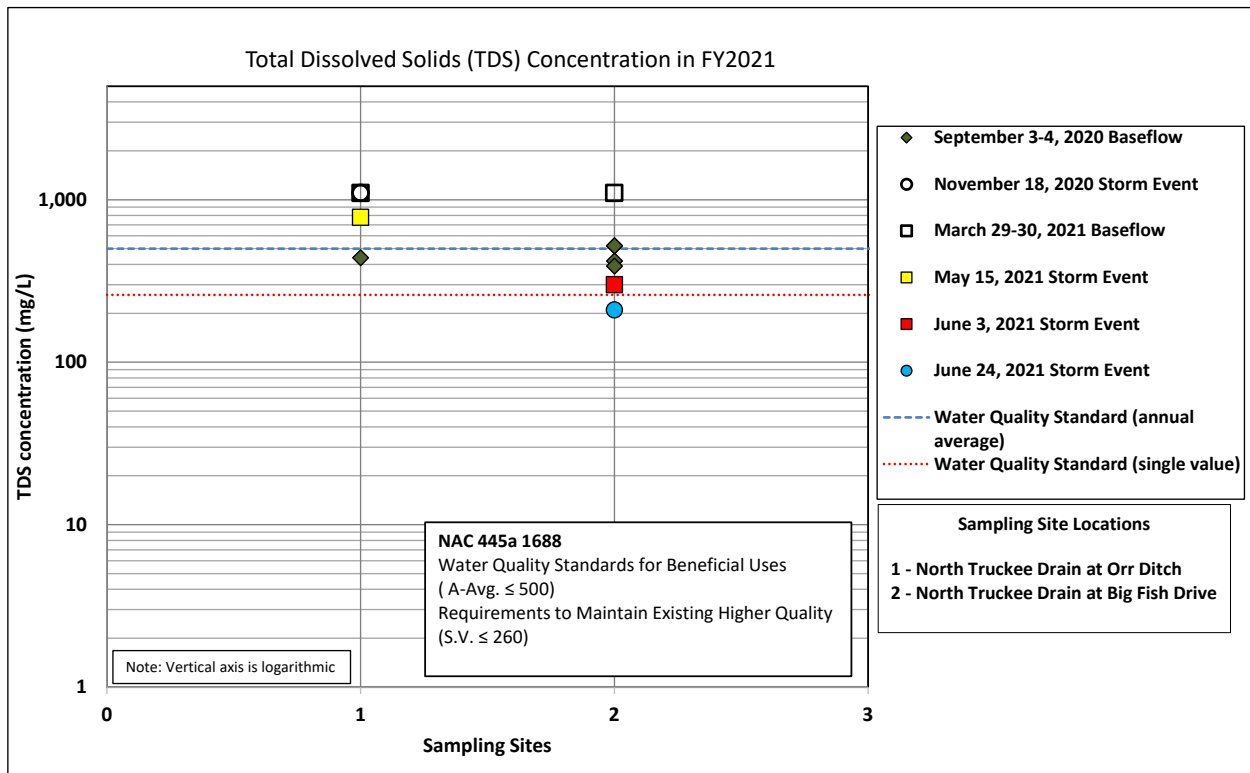 Total Dissolved Solids (TDS) Concentration in FY2021
TDS concentration (mg/L)
1,000
100
10
1
0
1
2
3
Sampling Sites
Note: Vertical axis is logarithmic
NAC 445a 1688
Water Quality Standards for Beneficial Uses
( A-Avg. ≤ 500)
Requirements to Maintain Existing Higher Quality
(S.V. ≤ 260)
September 3-4, 2020 Baseflow
November 18, 2020 Storm Event
March 29-30, 2021 Baseflow
May 15, 2021 Storm Event
June 3, 2021 Storm Event
June 24, 2021 Storm Event
Water Quality Standard (annual
average)
Water Quality Standard (single value)
Sampling Site Locations
1 - North Truckee Drain at Orr Ditch
2 - North Truckee Drain at Big Fish Drive